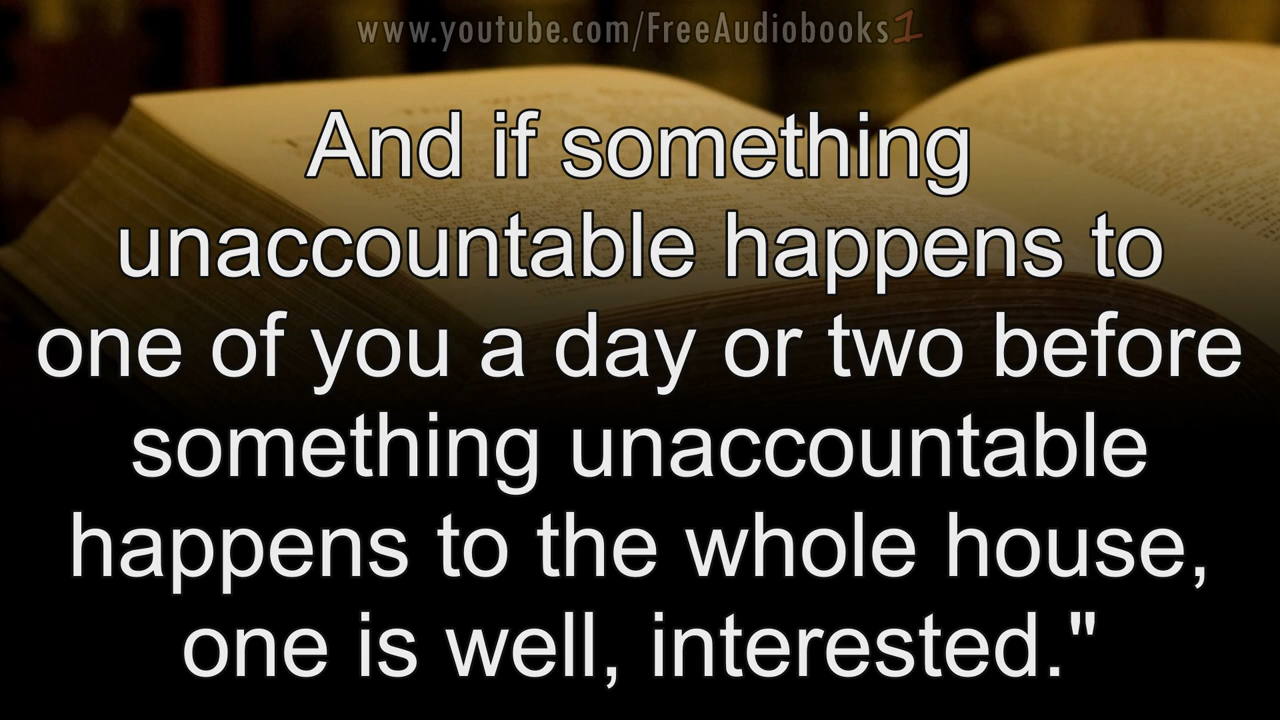 www.youtube.com/FreeAudiobooks1
And if something
unaccountable happens to
one of you a day or two before
something unaccountable
happens to the whole house,
one is well, interested."